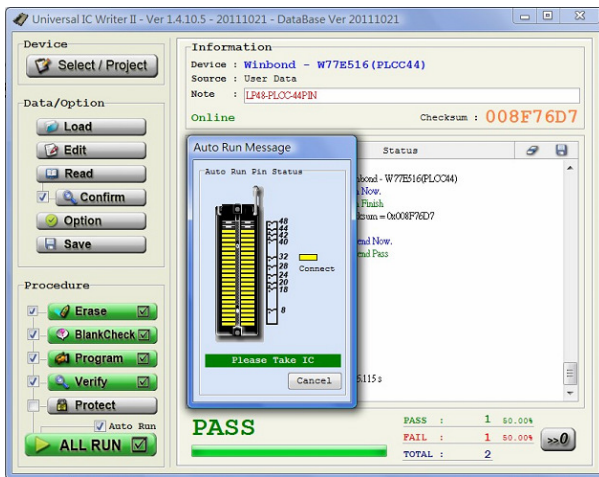 Universal IC Writer II - Ver 1.4.10.5 - 20111021 - DataBase Ver 20111021
Device
Select / Project
Data/Option
Load
Edit
Read
Confirm
Option
Save
Procedure
Erase
BlankCheck
Program
Verify
Protect
Auto Run
ALL RUN
Information
Device : Winbond - W77E516(PLCC44)
Source : User Data
Note : LP48-PLCC-44PIN
Online
Checksum : 008F76D7
Status
nbond - W77E516(PLCC44)
Now.
Finish
ksum = 0x008F76D7
end Now.
end Pass
5.115 s
Auto Run Message
Auto Run Pin Status
48
44
42
40
32
28
24
20
18
8
Connect
Please Take IC
Cancel
PASS
PASS : 1 50.00%
FAIL : 1 50.00%
TOTAL : 2
>>0